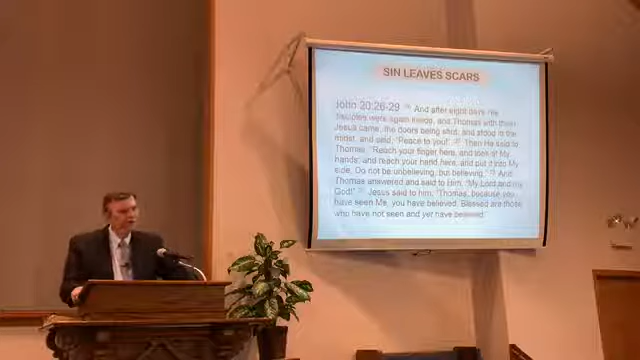 SIN LEAVES SCARS
John 20:26-29 26 And after eight days His
disciples were again inside, and Thomas with them.
Jesus came, the doors being shut, and stood in the
midst, and said, "Peace to you!" 27 Then He said to
Thomas, "Reach your finger here, and look at My
hands; and reach your hand here, and put it into My
side. Do not be unbelieving, but believing." 28 And
Thomas answered and said to Him, "My Lord and my
God!" 29 Jesus said to him, "Thomas, because you
have seen Me, you have believed. Blessed are those
who have not seen and yet have believed.